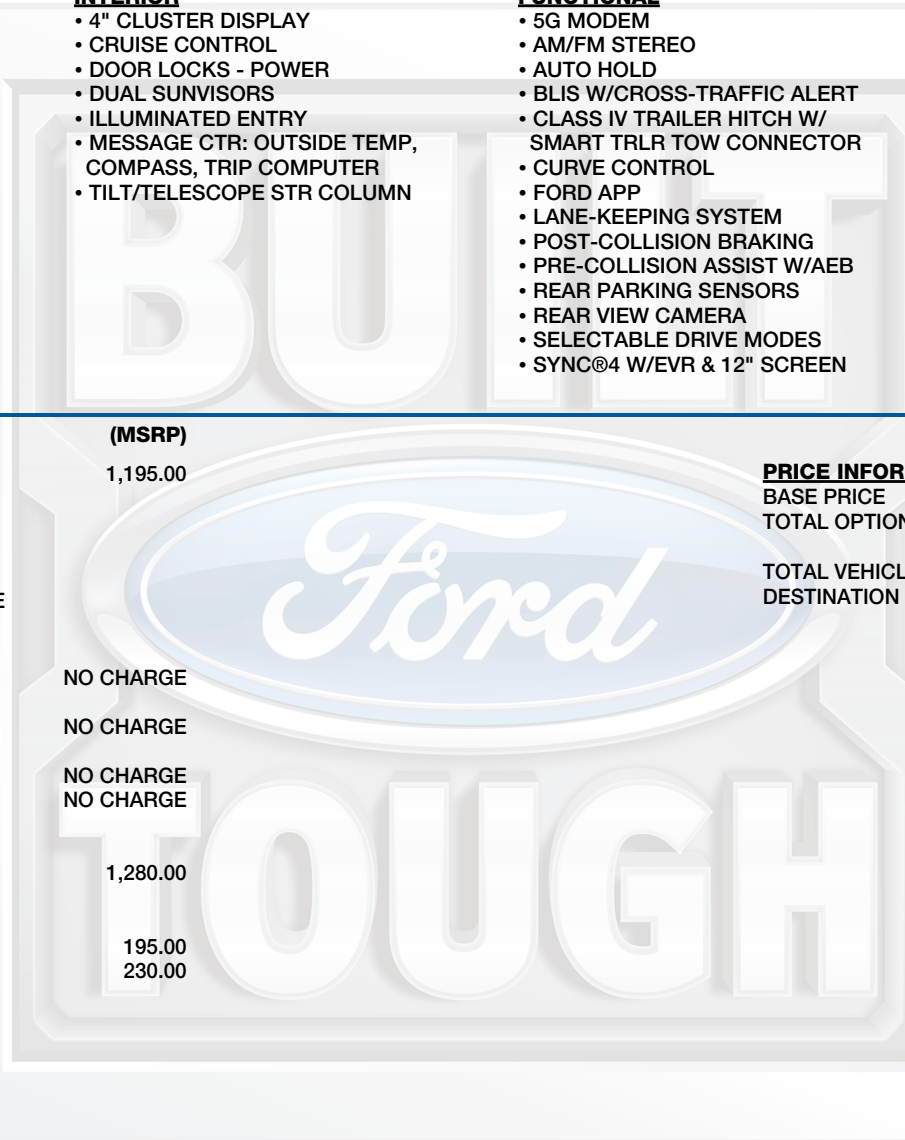 INTERIOR
• 4" CLUSTER DISPLAY
• CRUISE CONTROL
• DOOR LOCKS - POWER
• DUAL SUNVISORS
• ILLUMINATED ENTRY
• MESSAGE CTR: OUTSIDE TEMP,
COMPASS, TRIP COMPUTER
• TILT/TELESCOPE STR COLUMN
FUNCTIONAL
• 5G MODEM
• AM/FM STEREO
• AUTO HOLD
• BLIS W/CROSS-TRAFFIC ALERT
• CLASS IV TRAILER HITCH W/
SMART TRLR TOW CONNECTOR
• CURVE CONTROL
• FORD APP
• LANE-KEEPING SYSTEM
• POST-COLLISION BRAKING
• PRE-COLLISION ASSIST W/AEB
• REAR PARKING SENSORS
• REAR VIEW CAMERA
• SELECTABLE DRIVE MODES
• SYNC®4 W/EVR & 12" SCREEN
BUILT
(MSRP)
1,195.00
E
NO CHARGE
NO CHARGE
NO CHARGE
NO CHARGE
1,280.00
195.00
230.00
Ford
PRICE INFOR
BASE PRICE
TOTAL OPTION
TOTAL VEHICL
DESTINATION
TOUGH